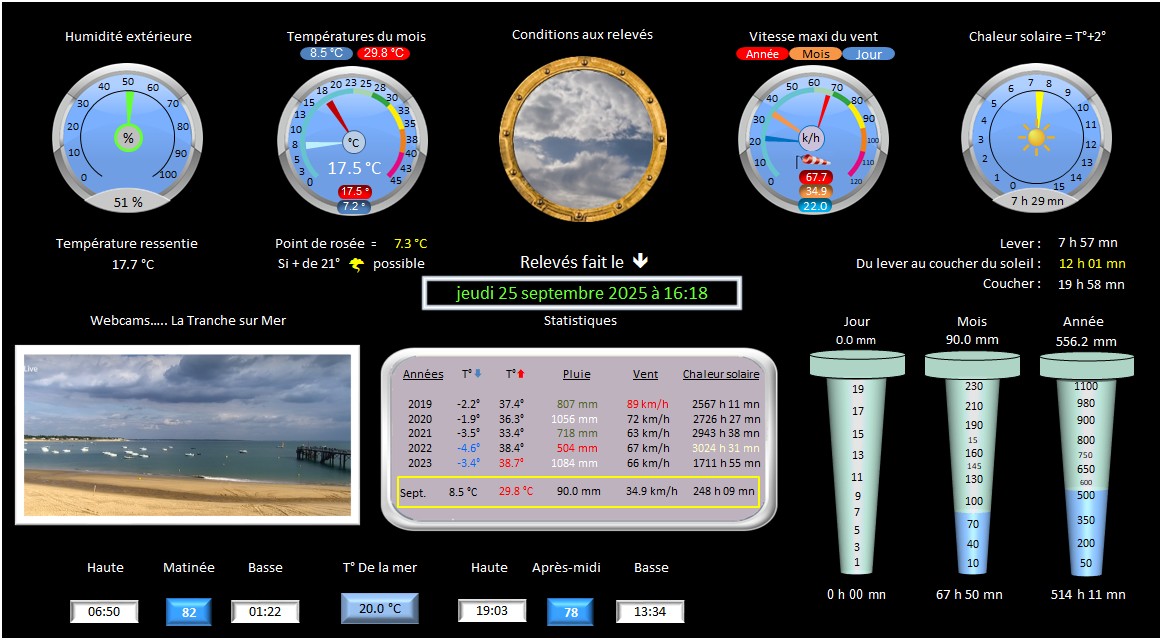 Humidité extérieure
0 10 20 30 40 50 60 70 80 90 100
%
51 %
Températures du mois
8.5 °C 29.8 °C
0 3 5 8 10 13 15 18 20 23 25 28 30 33 35 38 40 43 45
°C
17.5 °C
17.5 °
7.2 °
Conditions aux relevés
Vitesse maxi du vent
Année Mois Jour
0 10 20 30 40 50 60 70 80 90 100 110 120
k/h
67.7
34.9
22.0
Chaleur solaire = T°+2°
0 1 2 3 4 5 6 7 8 9 10 11 12 13 14 15
7 h 29 mn
Température ressentie
17.7 °C
Point de rosée = 7.3 °C
Si + de 21° possible
Relevés fait le
jeudi 25 septembre 2025 à 16:18
Lever : 7 h 57 mn
Du lever au coucher du soleil : 12 h 01 mn
Coucher : 19 h 58 mn
Webcams..... La Tranche sur Mer
Live
Statistiques
Années T° T° Pluie Vent Chaleur solaire
2019 -2.2° 37.4° 807 mm 89 km/h 2567 h 11 mn
2020 -1.9° 36.3° 1056 mm 72 km/h 2726 h 27 mn
2021 -3.5° 33.4° 718 mm 63 km/h 2943 h 38 mn
2022 -4.6° 38.4° 504 mm 67 km/h 3024 h 31 mn
2023 -3.4° 38.7° 1084 mm 66 km/h 1711 h 55 mn
Sept. 8.5 °C 29.8 °C 90.0 mm 34.9 km/h 248 h 09 mn
Jour
0.0 mm
19
17
15
13
11
9
7
5
3
1
0 h 00 mn
Mois
90.0 mm
230
210
190
15
160
145
130
100
70
40
10
67 h 50 mn
Année
556.2 mm
1100
980
900
800
750
650
600
500
350
200
50
514 h 11 mn
Haute Matinée Basse
06:50 82 01:22
T° De la mer
20.0 °C
Haute Après-midi Basse
19:03 78 13:34